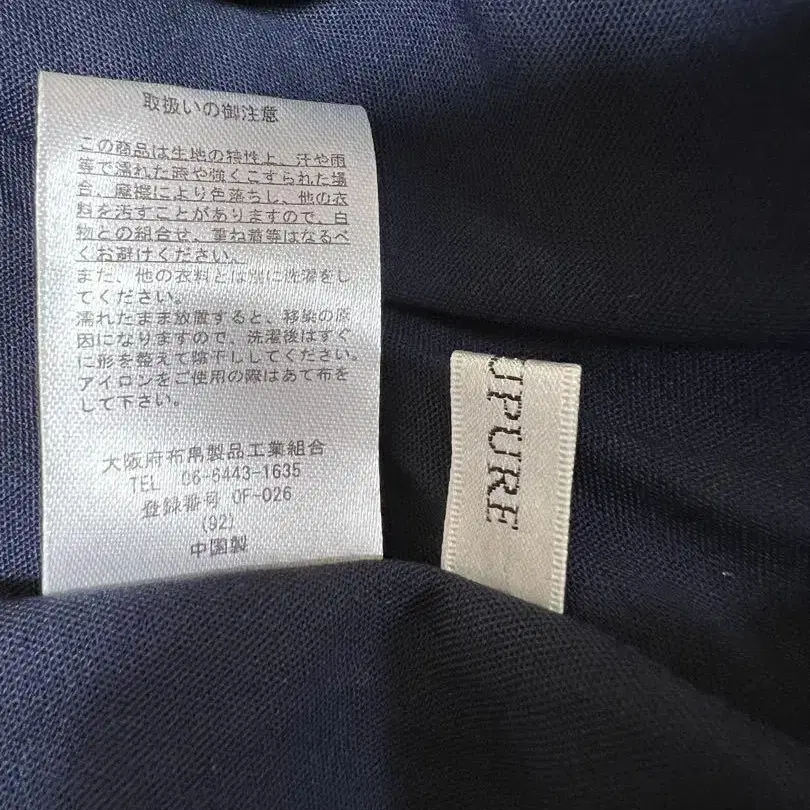 取扱いの御注意
この商品は生地の特性上、汗や雨
等で濡れた時や強くこすられた場
合、摩擦により色落ちし、他の衣
料を汚すことがありますので、白
物との組合せ、重ね着等はなるべ
くお避けください。
また、他の衣料とは別に洗濯をし
てください。
濡れたまま放置すると、移染の原
因になりますので、洗濯後はすぐ
に形を整えて陰干ししてください。
アイロンをご使用の際はあて布を
して下さい。
大阪府布帛製品工業組合
TEL 06-6443-1635
登録番号 OF-026
(92)
中国製
UPURE